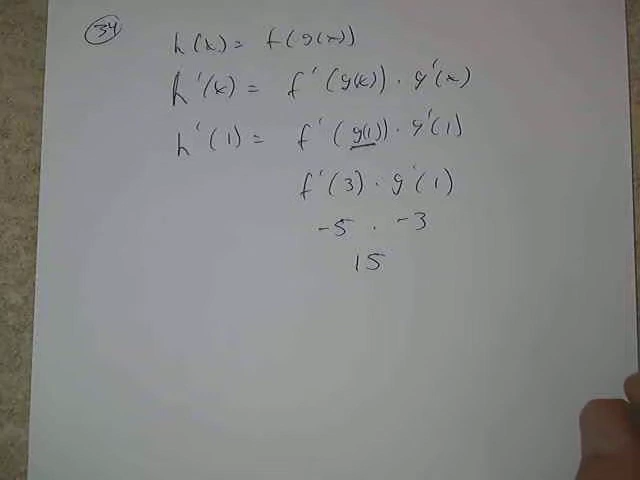 34
h(x) = f(g(x))
h'(x) = f'(g(x)) · g'(x)
h'(1) = f'(g(1)) · g'(1)
f'(3) · g'(1)
-5 · -3
15